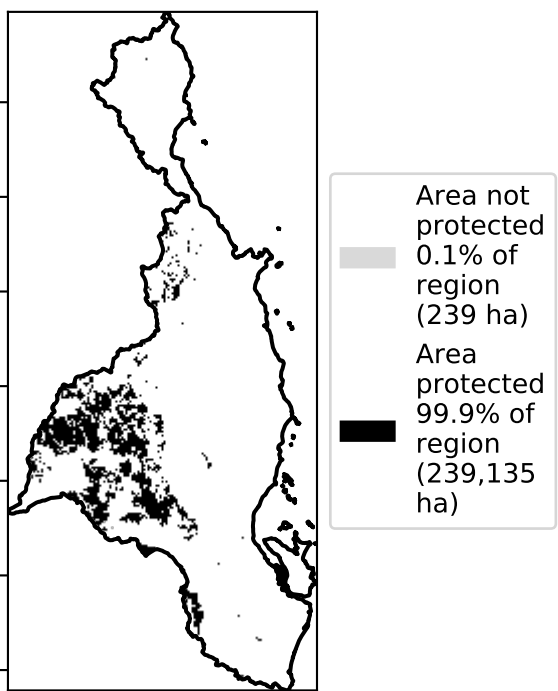 Area not
protected
0.1% of
region
(239 ha)
Area
protected
99.9% of
region
(239,135
ha)